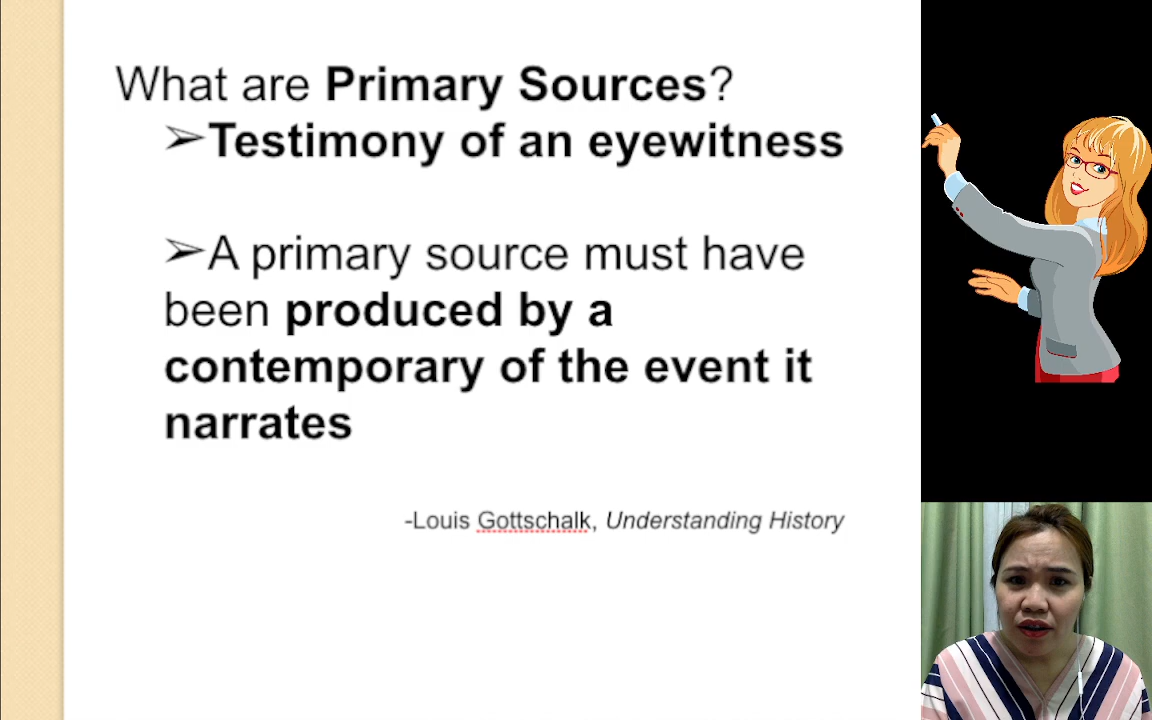 What are Primary Sources?
➢Testimony of an eyewitness
➢A primary source must have
been produced by a
contemporary of the event it
narrates
-Louis Gottschalk, Understanding History